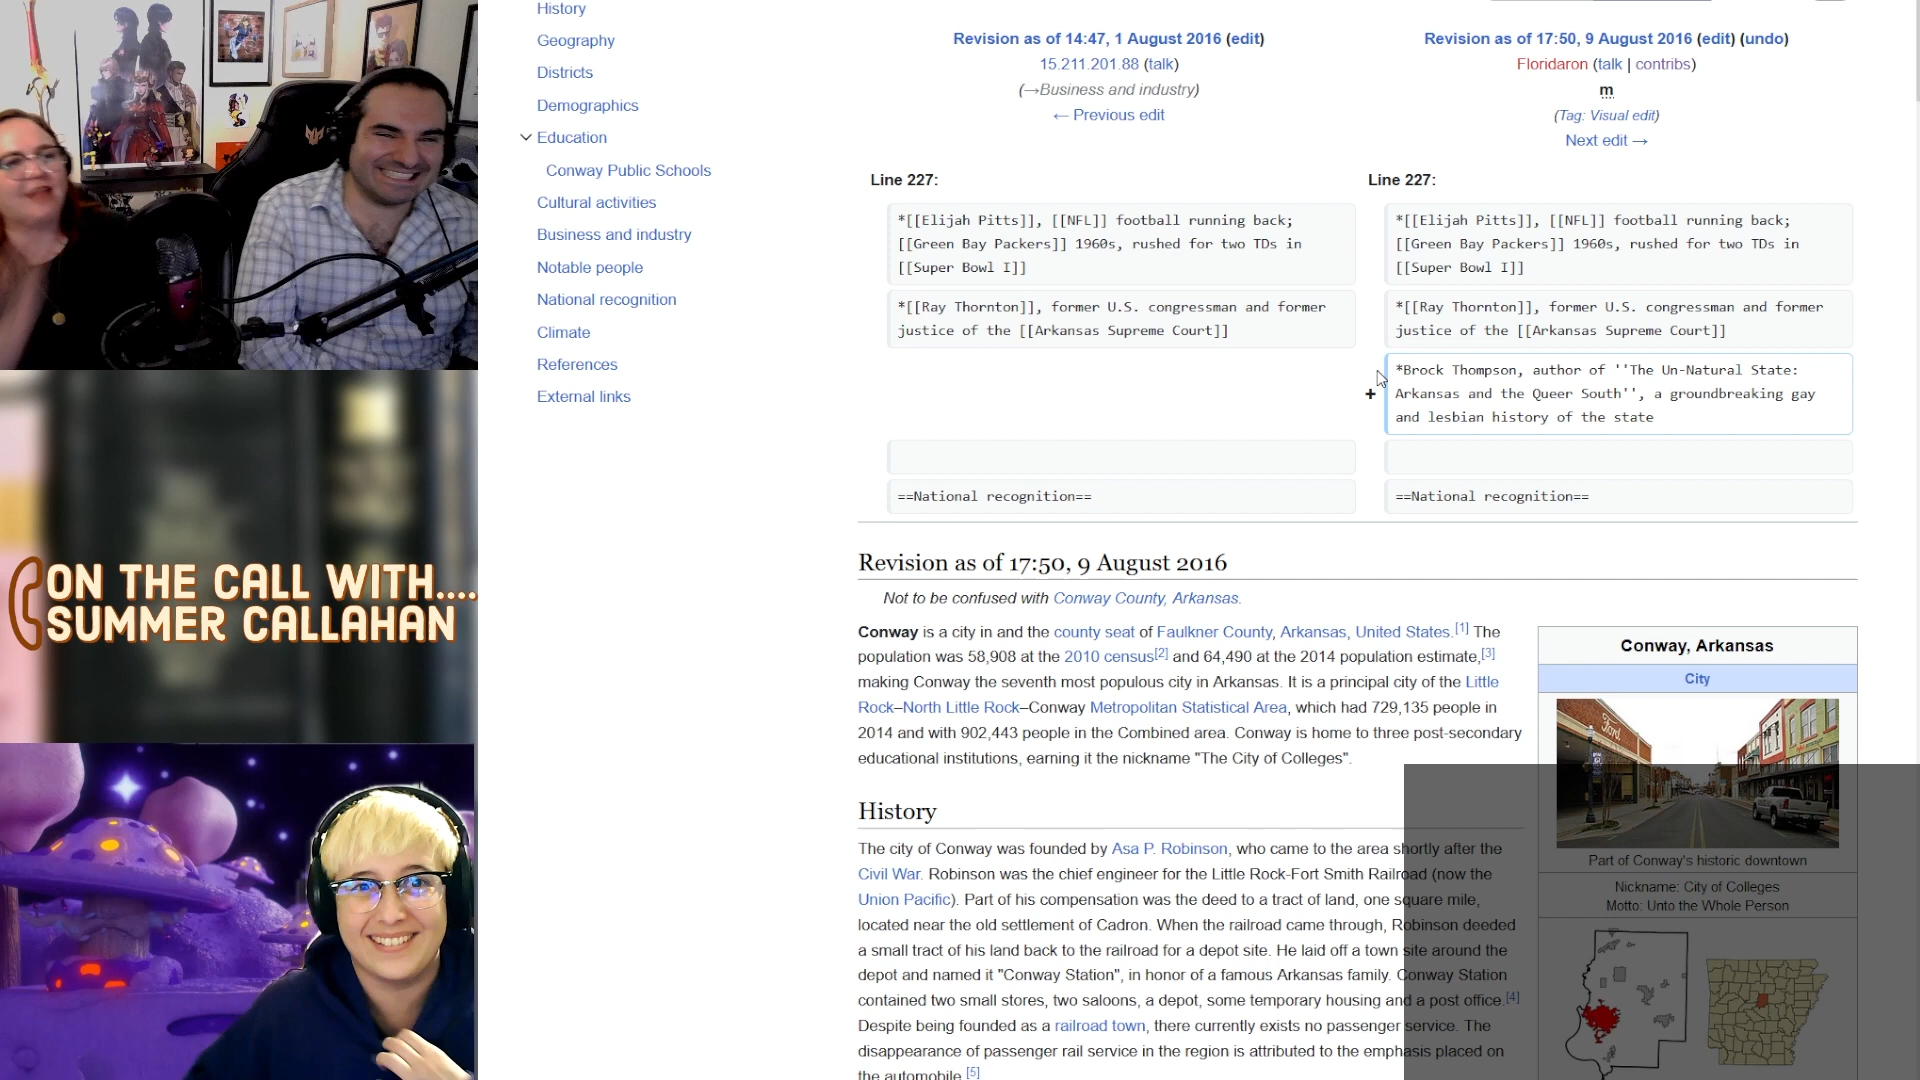 ON THE CALL WITH....
SUMMER CALLAHAN
History
Geography
Districts
Demographics
Education
Conway Public Schools
Cultural activities
Business and industry
Notable people
National recognition
Climate
References
External links
Revision as of 14:47, 1 August 2016 (edit)
15.211.201.88 (talk)
(→Business and industry)
← Previous edit
Revision as of 17:50, 9 August 2016 (edit) (undo)
Floridaron (talk | contribs)
m
(Tag: Visual edit)
Next edit →
Line 227:
Line 227:
*[[Elijah Pitts]], [[NFL]] football running back;
[[Green Bay Packers]] 1960s, rushed for two TDs in
[[Super Bowl I]]
*[[Elijah Pitts]], [[NFL]] football running back;
[[Green Bay Packers]] 1960s, rushed for two TDs in
[[Super Bowl I]]
*[[Ray Thornton]], former U.S. congressman and former
justice of the [[Arkansas Supreme Court]]
*[[Ray Thornton]], former U.S. congressman and former
justice of the [[Arkansas Supreme Court]]
+
*Brock Thompson, author of ''The Un-Natural State:
Arkansas and the Queer South'', a groundbreaking gay
and lesbian history of the state
==National recognition==
==National recognition==
Revision as of 17:50, 9 August 2016
Not to be confused with Conway County, Arkansas.
Conway is a city in and the county seat of Faulkner County, Arkansas, United States.[1] The
population was 58,908 at the 2010 census[2] and 64,490 at the 2014 population estimate,[3]
making Conway the seventh most populous city in Arkansas. It is a principal city of the Little
Rock–North Little Rock–Conway Metropolitan Statistical Area, which had 729,135 people in
2014 and with 902,443 people in the Combined area. Conway is home to three post-secondary
educational institutions, earning it the nickname "The City of Colleges".
History
The city of Conway was founded by Asa P. Robinson, who came to the area shortly after the
Civil War. Robinson was the chief engineer for the Little Rock-Fort Smith Railroad (now the
Union Pacific). Part of his compensation was the deed to a tract of land, one square mile,
located near the old settlement of Cadron. When the railroad came through, Robinson deeded
a small tract of his land back to the railroad for a depot site. He laid off a town site around the
depot and named it "Conway Station", in honor of a famous Arkansas family. Conway Station
contained two small stores, two saloons, a depot, some temporary housing and a post office.[4]
Despite being founded as a railroad town, there currently exists no passenger service. The
disappearance of passenger rail service in the region is attributed to the emphasis placed on
the automobile.[5]
Conway, Arkansas
City
Ford
Part of Conway's historic downtown
Nickname: City of Colleges
Motto: Unto the Whole Person